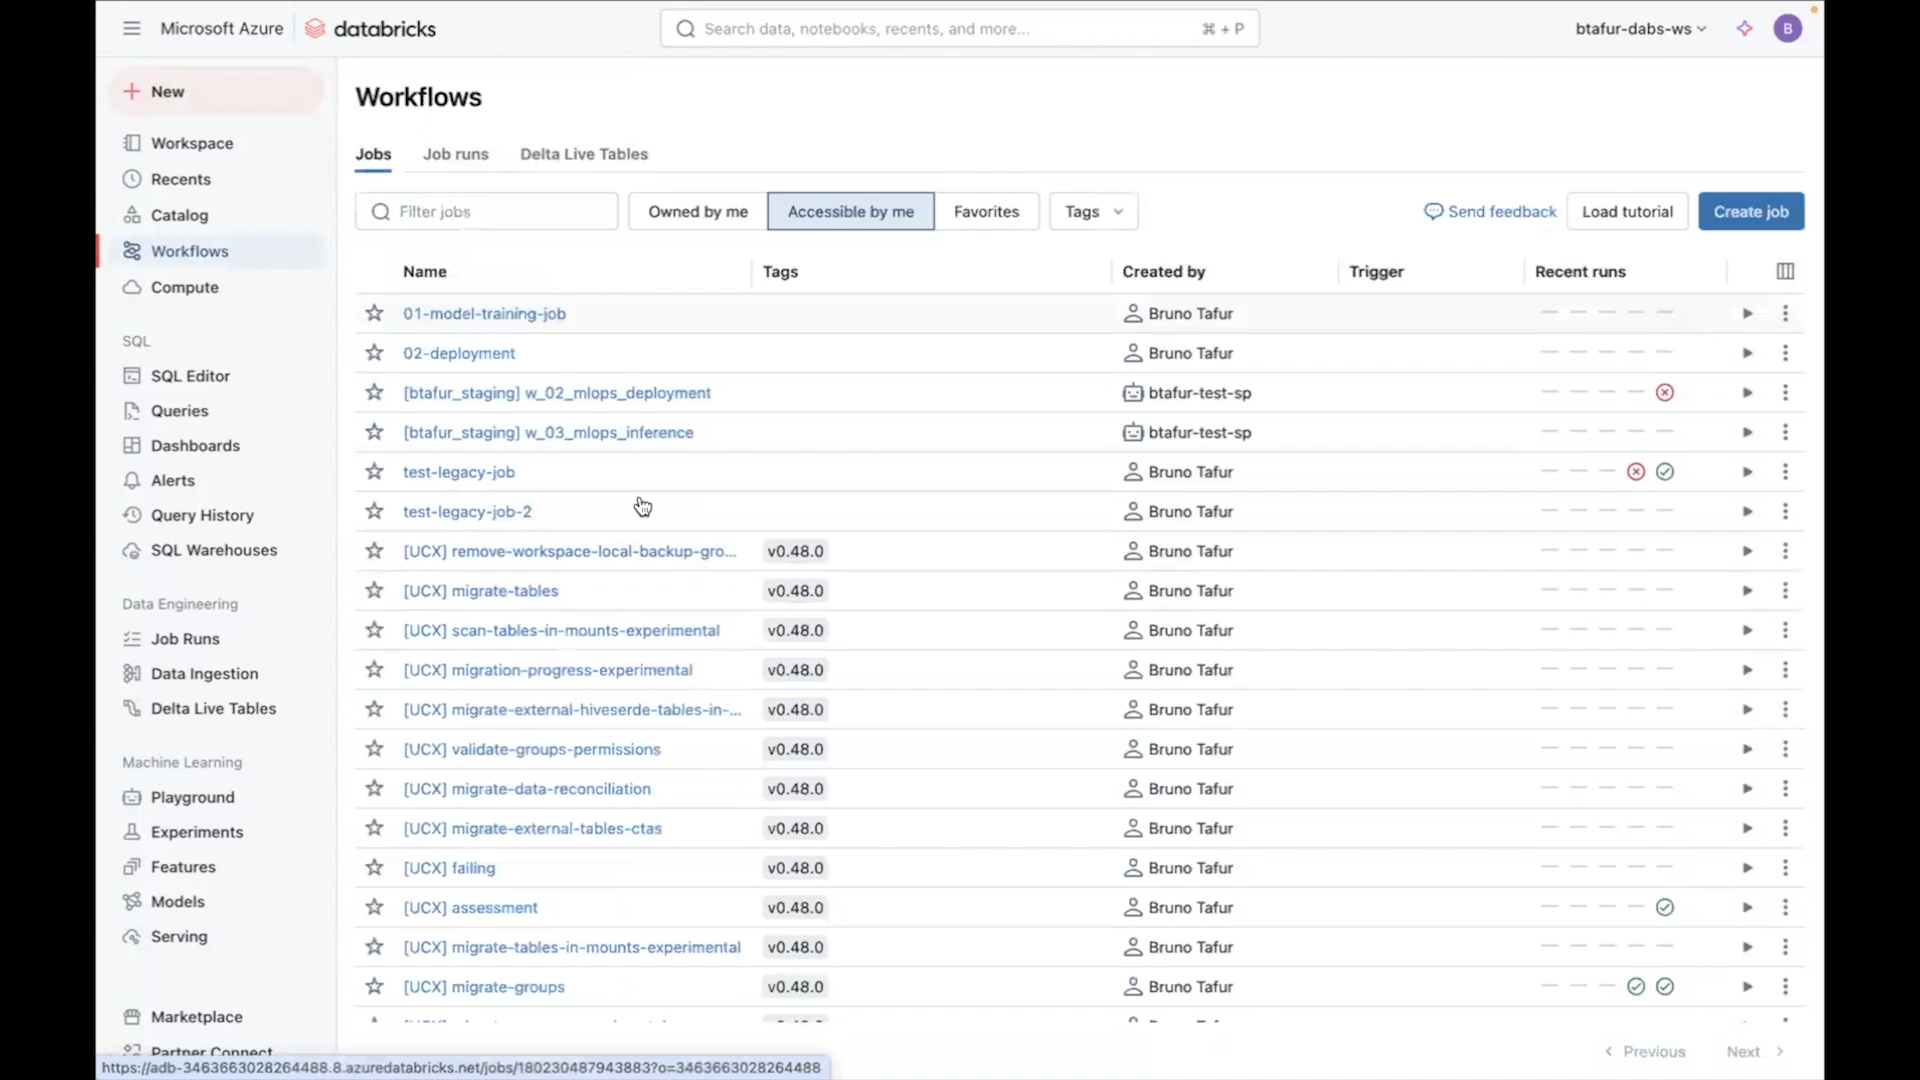 Microsoft Azure
databricks
Search data, notebooks, recents, and more...
⌘ + P
btafur-dabs-ws
B
New
Workspace
Recents
Catalog
Workflows
Compute
SQL
SQL Editor
Queries
Dashboards
Alerts
Query History
SQL Warehouses
Data Engineering
Job Runs
Data Ingestion
Delta Live Tables
Machine Learning
Playground
Experiments
Features
Models
Serving
Marketplace
Partner Connect
Workflows
Jobs Job runs Delta Live Tables
Filter jobs
Owned by me Accessible by me Favorites Tags
Send feedback Load tutorial Create job
Name Tags Created by Trigger Recent runs
01-model-training-job Bruno Tafur
02-deployment Bruno Tafur
[btafur_staging] w_02_mlops_deployment btafur-test-sp
[btafur_staging] w_03_mlops_inference btafur-test-sp
test-legacy-job Bruno Tafur
test-legacy-job-2 Bruno Tafur
[UCX] remove-workspace-local-backup-gro... v0.48.0 Bruno Tafur
[UCX] migrate-tables v0.48.0 Bruno Tafur
[UCX] scan-tables-in-mounts-experimental v0.48.0 Bruno Tafur
[UCX] migration-progress-experimental v0.48.0 Bruno Tafur
[UCX] migrate-external-hiveserde-tables-in-... v0.48.0 Bruno Tafur
[UCX] validate-groups-permissions v0.48.0 Bruno Tafur
[UCX] migrate-data-reconciliation v0.48.0 Bruno Tafur
[UCX] migrate-external-tables-ctas v0.48.0 Bruno Tafur
[UCX] failing v0.48.0 Bruno Tafur
[UCX] assessment v0.48.0 Bruno Tafur
[UCX] migrate-tables-in-mounts-experimental v0.48.0 Bruno Tafur
[UCX] migrate-groups v0.48.0 Bruno Tafur
Previous Next
https://adb-3463663028264488.8.azuredatabricks.net/jobs/180230487943883?o=3463663028264488